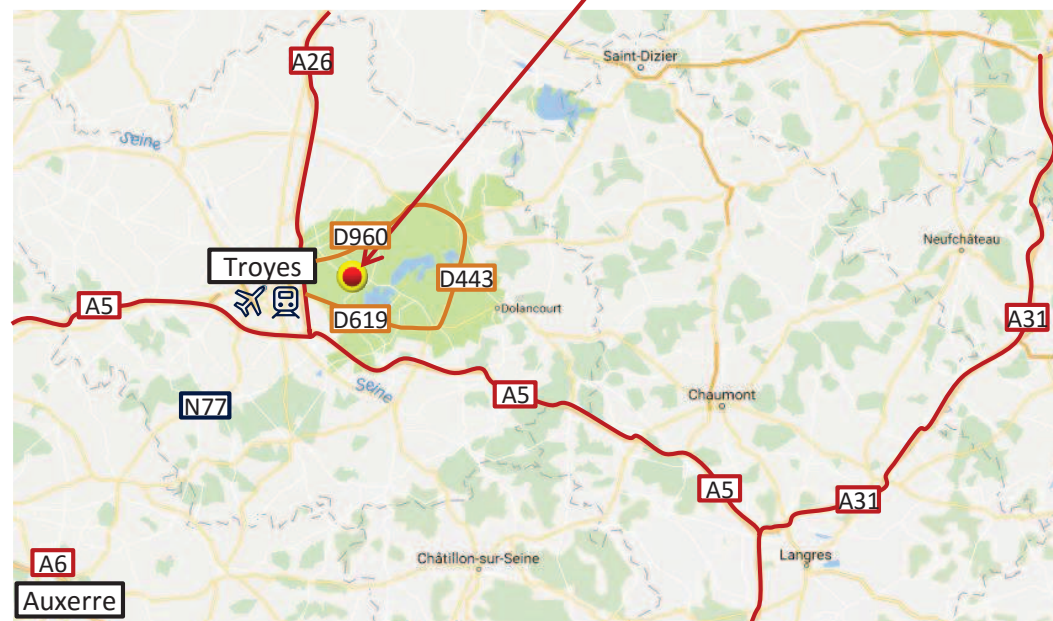 A26
Saint-Dizier
Seine
D960
Neufchâteau
Troyes
D443
A5
Dolancourt
D619
A31
Seine
A5
Chaumont
N77
A5
A31
Châtillon-sur-Seine
Langres
A6
Auxerre